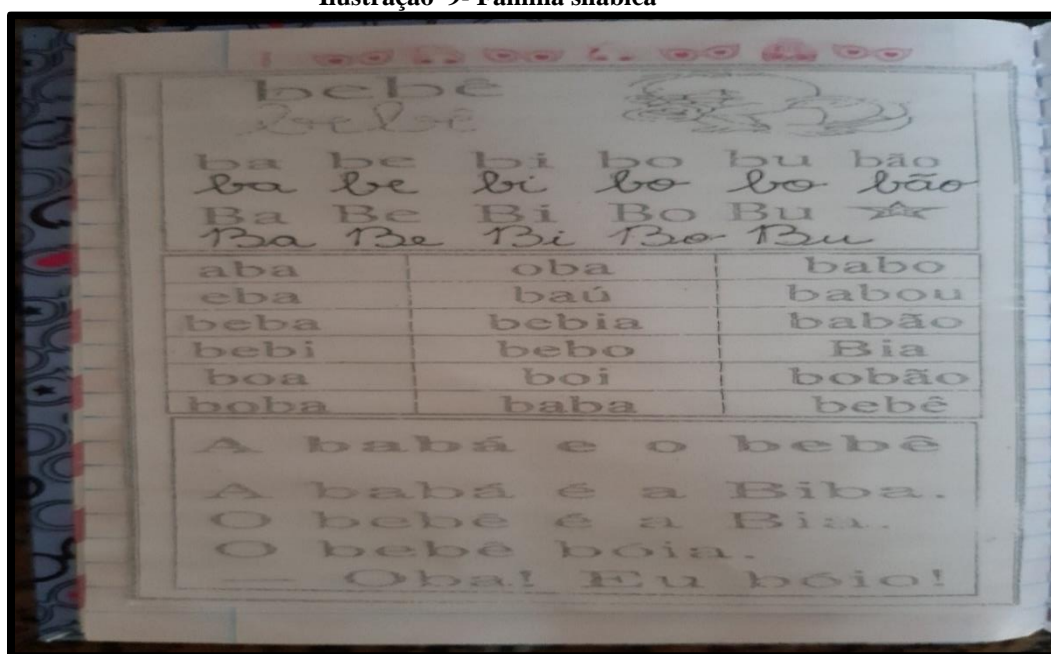 Ilustração 9- Família silábica
bebê
bebê
ba be bi bo bu bão
ba be bi bo bo bão
Ba Be Bi Bo Bu
Ba Be Bi Bo Bu
aba oba babo
eba baú babou
beba bebia babão
bebi bebo Bia
boa boi bobão
boba baba bebê
A babá e o bebê
A babá é a Biba.
O bebê é a Bia.
O bebê bóia.
— Oba! Eu bóio!